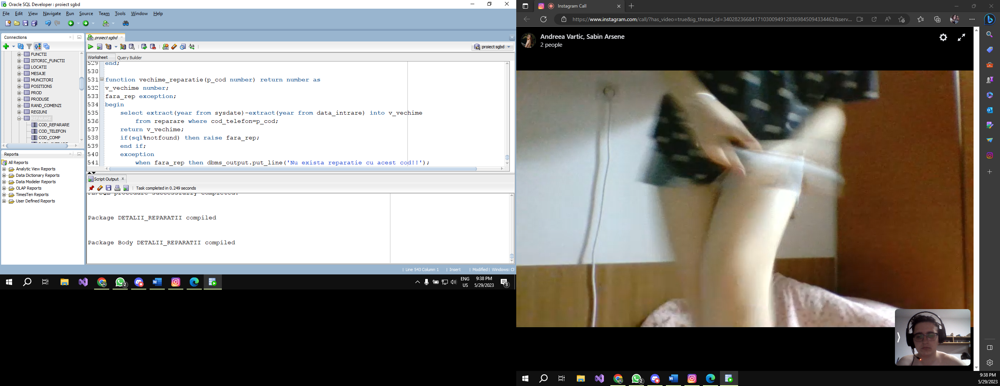 Oracle SQL Developer : proiect sgbd
File Edit View Navigate Run Source Team Tools Window Help
Connections
FUNCTII
ISTORIC_FUNCTII
LOCATII
MESAJE
MUNCITORI
POSITIONS
PROD
PRODUSE
RAND_COMENZI
REGIUNI
REPARARE
COD_REPARARE
COD_TELEFON
COD_COMP
Reports
All Reports
Analytic View Reports
Data Dictionary Reports
Data Modeler Reports
OLAP Reports
TimesTen Reports
User Defined Reports
proiect sgbd
proiect sgbd
Worksheet Query Builder
529 end;
530
531 function vechime_reparatie(p_cod number) return number as
532 v_vechime number;
533 fara_rep exception;
534 begin
535 select extract(year from sysdate)-extract(year from data_intrare) into v_vechime
536 from reparare where cod_telefon=p_cod;
537 return v_vechime;
538 if(sql%notfound) then raise fara_rep;
539 end if;
540 exception
541 when fara_rep then dbms_output.put_line('Nu exista reparatie cu acest cod!!');
Script Output
Task completed in 0.249 seconds
PL/SQL procedure successfully completed.
Package DETALII_REPARATII compiled
Package Body DETALII_REPARATII compiled
Line 543 Column 1 Insert Modified Windows:
2
ENG
US
9:38 PM
5/29/2023
3
Instagram Call
https://www.instagram.com/call/?has_video=true&ig_thread_id=340282366841710300949128369845094334462&serv...
Andreea Vartic, Sabin Arsene
2 people
2
9:38 PM
5/29/2023